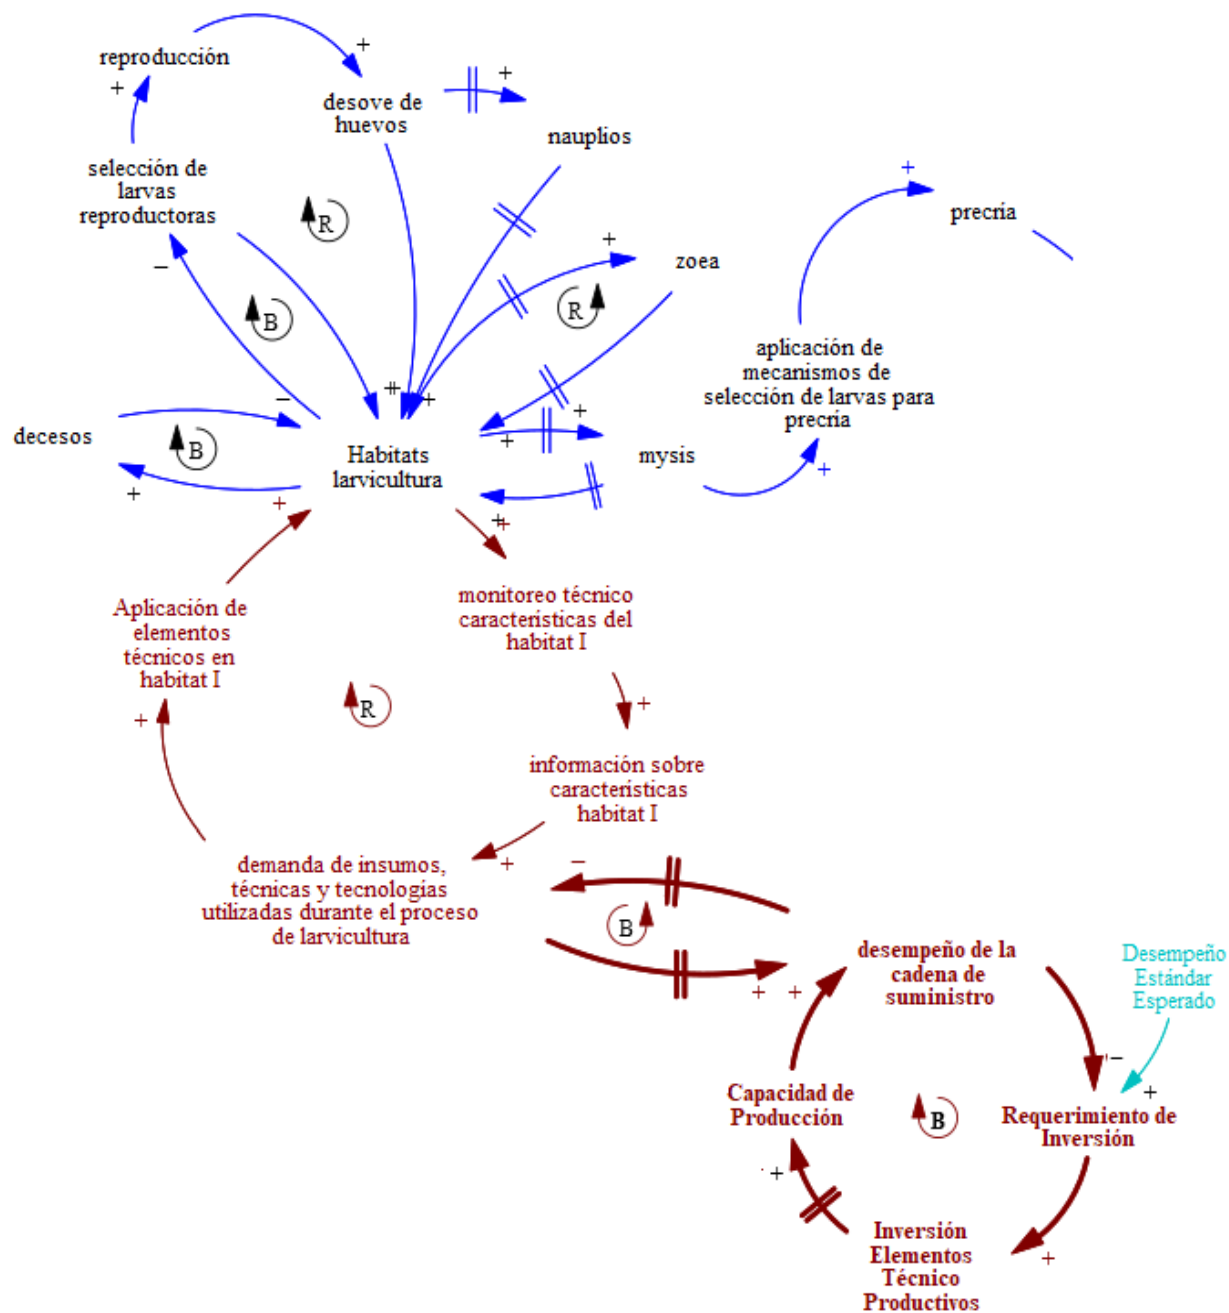 reproducción
desove de
huevos
nauplios
selección de
larvas
reproductoras
R
precría
zoea
B
R
aplicación de
mecanismos de
selección de larvas para
precría
decesos
B
Habitats
larvicultura
mysis
Aplicación de
elementos
técnicos en
habitat I
monitoreo técnico
características del
habitat I
R
información sobre
características
habitat I
demanda de insumos,
técnicas y tecnologías
utilizadas durante el proceso
de larvicultura
B
desempeño de la
cadena de
suministro
Desempeño
Estándar
Esperado
Capacidad de
Producción
B
Requerimiento de
Inversión
Inversión
Elementos
Técnico
Productivos